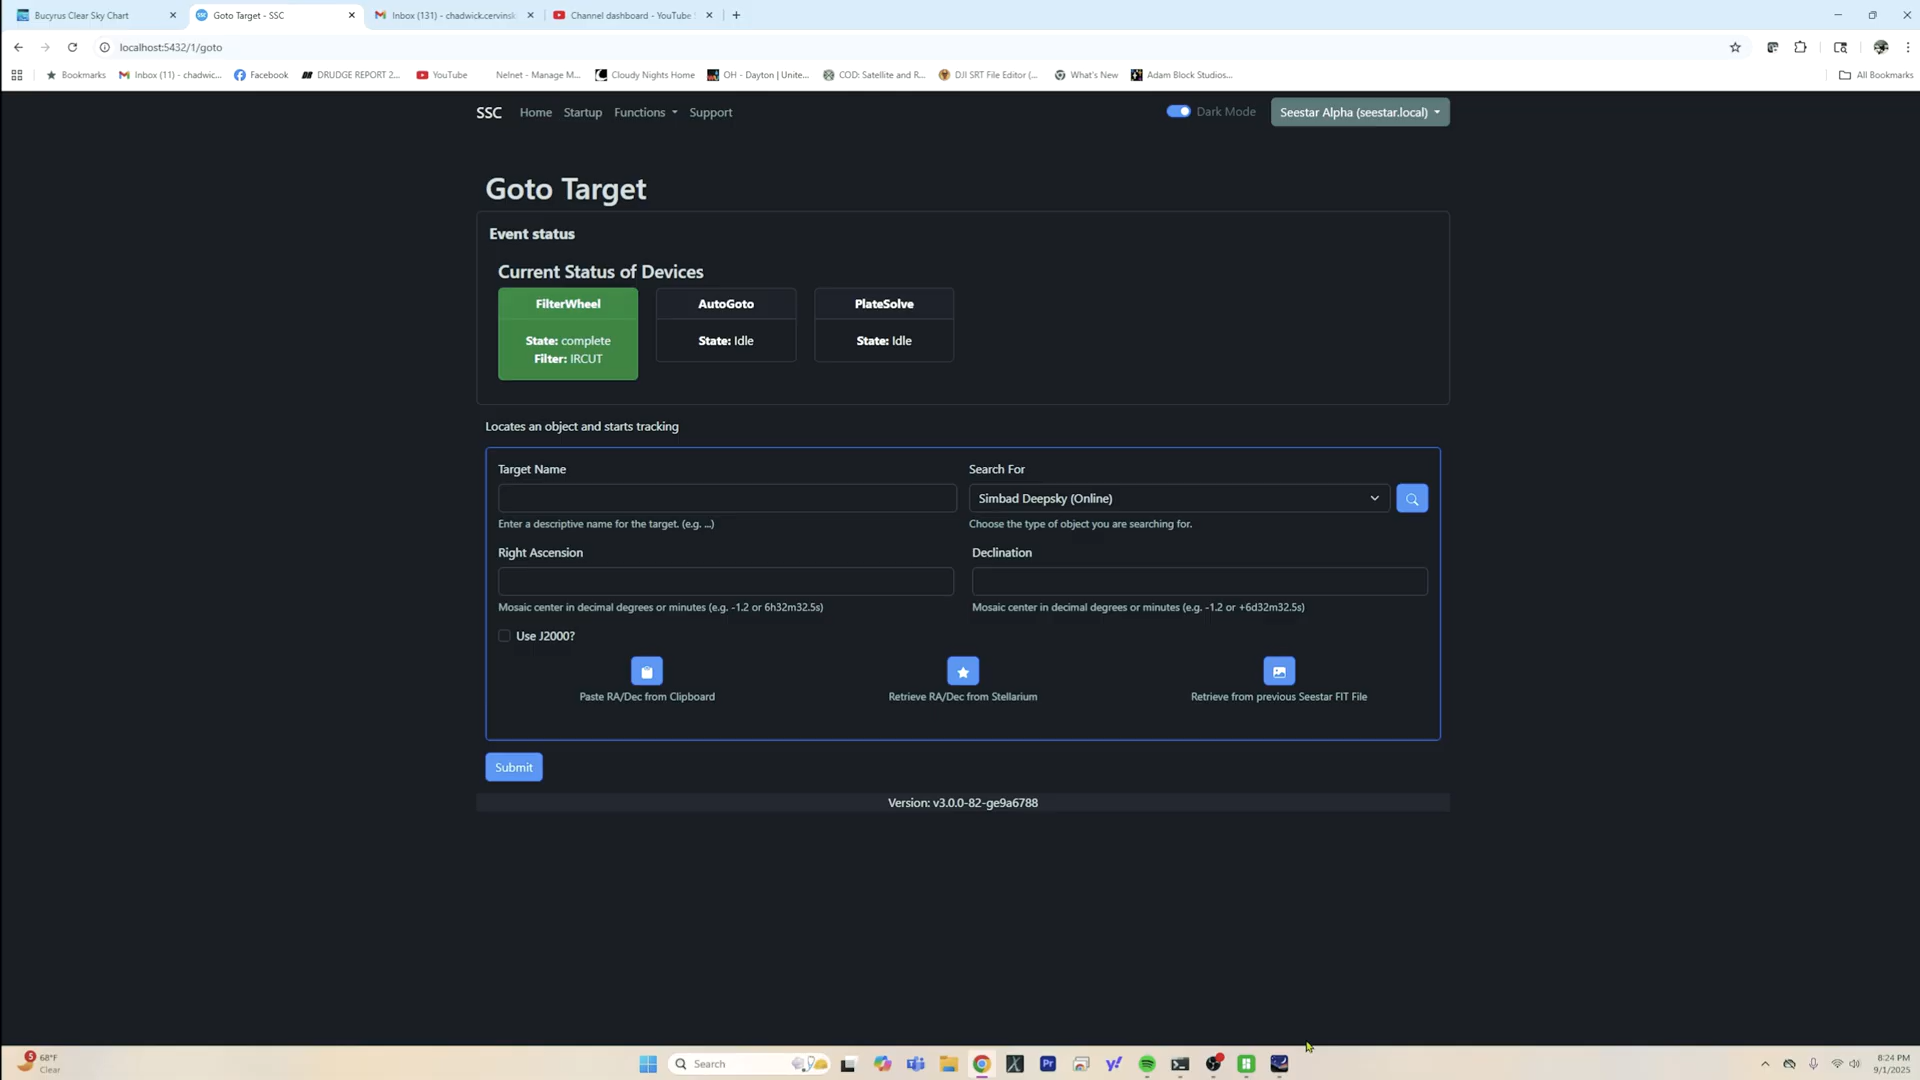 Bucyrus Clear Sky Chart
Goto Target - SSC
Inbox (131) - chadwick.cervinsk
Channel dashboard - YouTube
localhost:5432/1/goto
Bookmarks
Inbox (11) - chadwic...
Facebook
DRUDGE REPORT 2...
YouTube
Nelnet - Manage M...
Cloudy Nights Home
OH - Dayton | Unite...
COD: Satellite and R...
DJI SRT File Editor (...
What's New
Adam Block Studios...
All Bookmarks
SSC Home Startup Functions Support
Dark Mode
Seestar Alpha (seestar.local)
Goto Target
Event status
Current Status of Devices
FilterWheel
State: complete
Filter: IRCUT
AutoGoto
State: Idle
PlateSolve
State: Idle
Locates an object and starts tracking
Target Name
Enter a descriptive name for the target. (e.g. ...)
Search For
Simbad Deepsky (Online)
Choose the type of object you are searching for.
Right Ascension
Mosaic center in decimal degrees or minutes (e.g. -1.2 or 6h32m32.5s)
Declination
Mosaic center in decimal degrees or minutes (e.g. -1.2 or +6d32m32.5s)
Use J2000?
Paste RA/Dec from Clipboard
Retrieve RA/Dec from Stellarium
Retrieve from previous Seestar FIT File
Submit
Version: v3.0.0-82-ge9a6788
5
68°F
Clear
Search
8:24 PM
9/1/2025